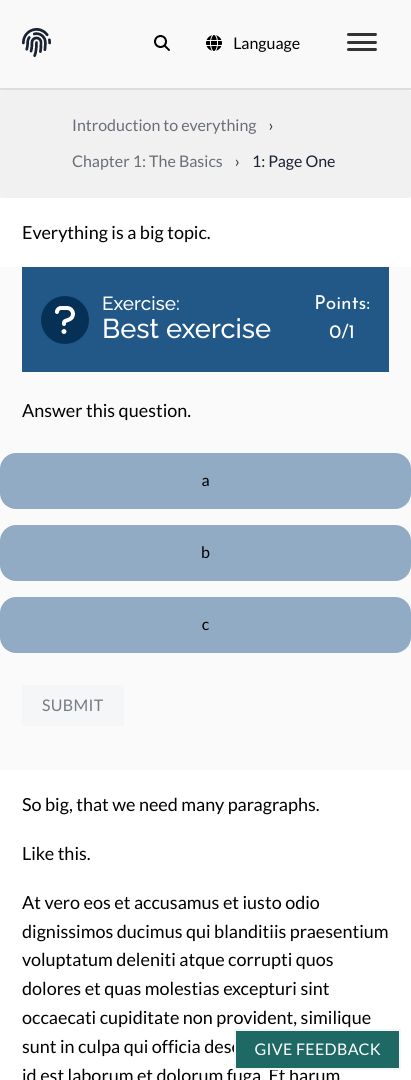 Language
Introduction to everything ›
Chapter 1: The Basics › 1: Page One
Everything is a big topic.
?
Exercise:
Best exercise
Points:
0/1
Answer this question.
a
b
c
SUBMIT
So big, that we need many paragraphs.
Like this.
At vero eos et accusamus et iusto odio
dignissimos ducimus qui blanditiis praesentium
voluptatum deleniti atque corrupti quos
dolores et quas molestias excepturi sint
occaecati cupiditate non provident, similique
sunt in culpa qui officia
GIVE FEEDBACK
id est laborum et dolorum fuga. Et harum